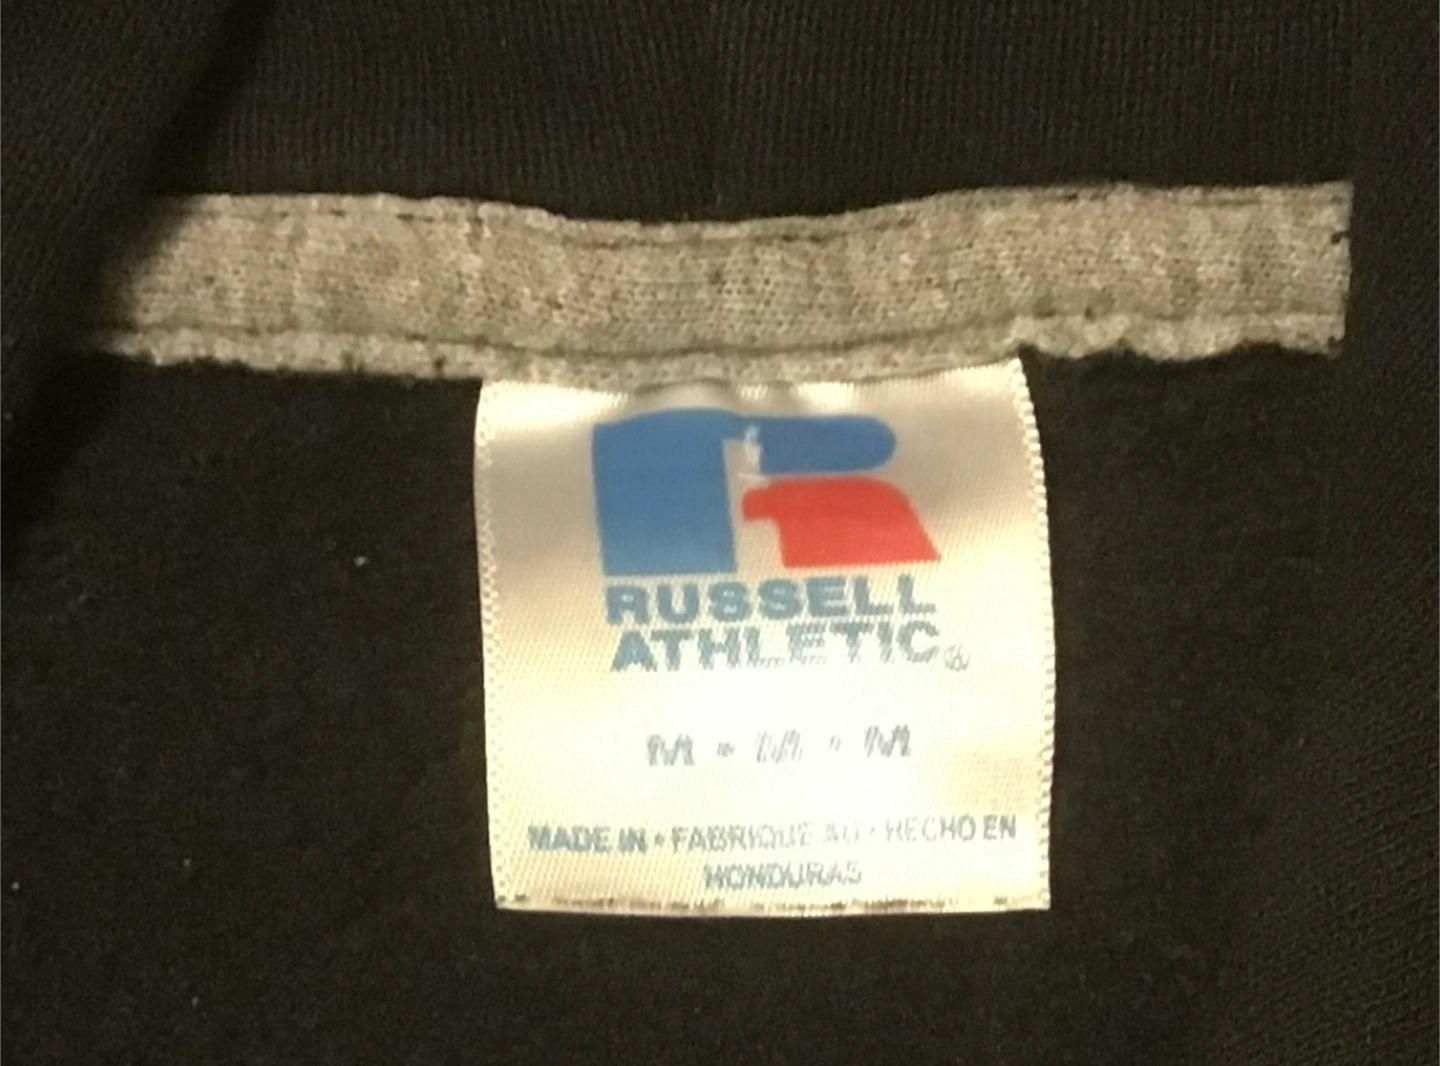 RUSSELL
ATHLETIC®
M • M • M
MADE IN • FABRIQUE AU • HECHO EN
HONDURAS